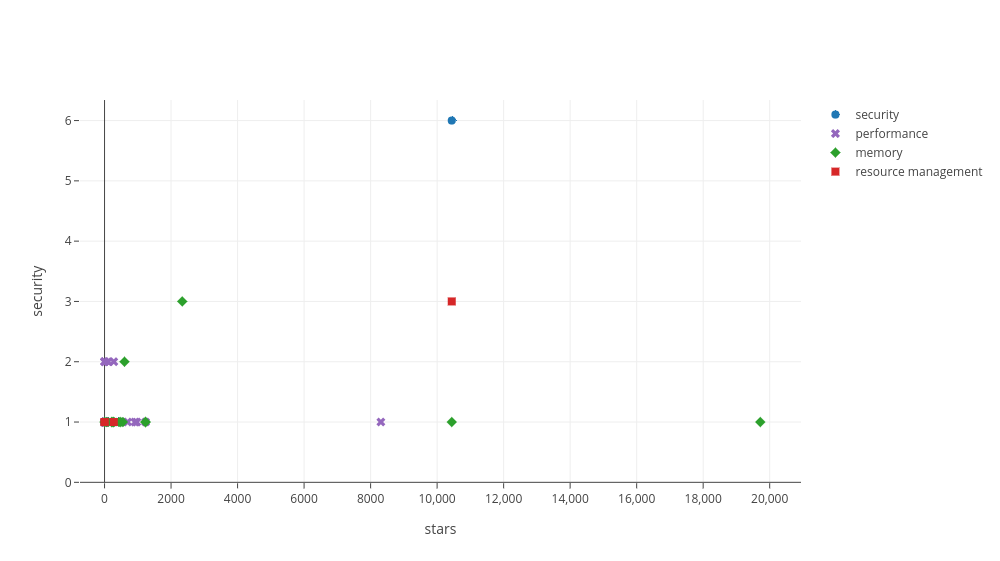 security
performance
memory
resource management
6
5
4
3
2
1
0
security
0 2000 4000 6000 8000 10,000 12,000 14,000 16,000 18,000 20,000
stars